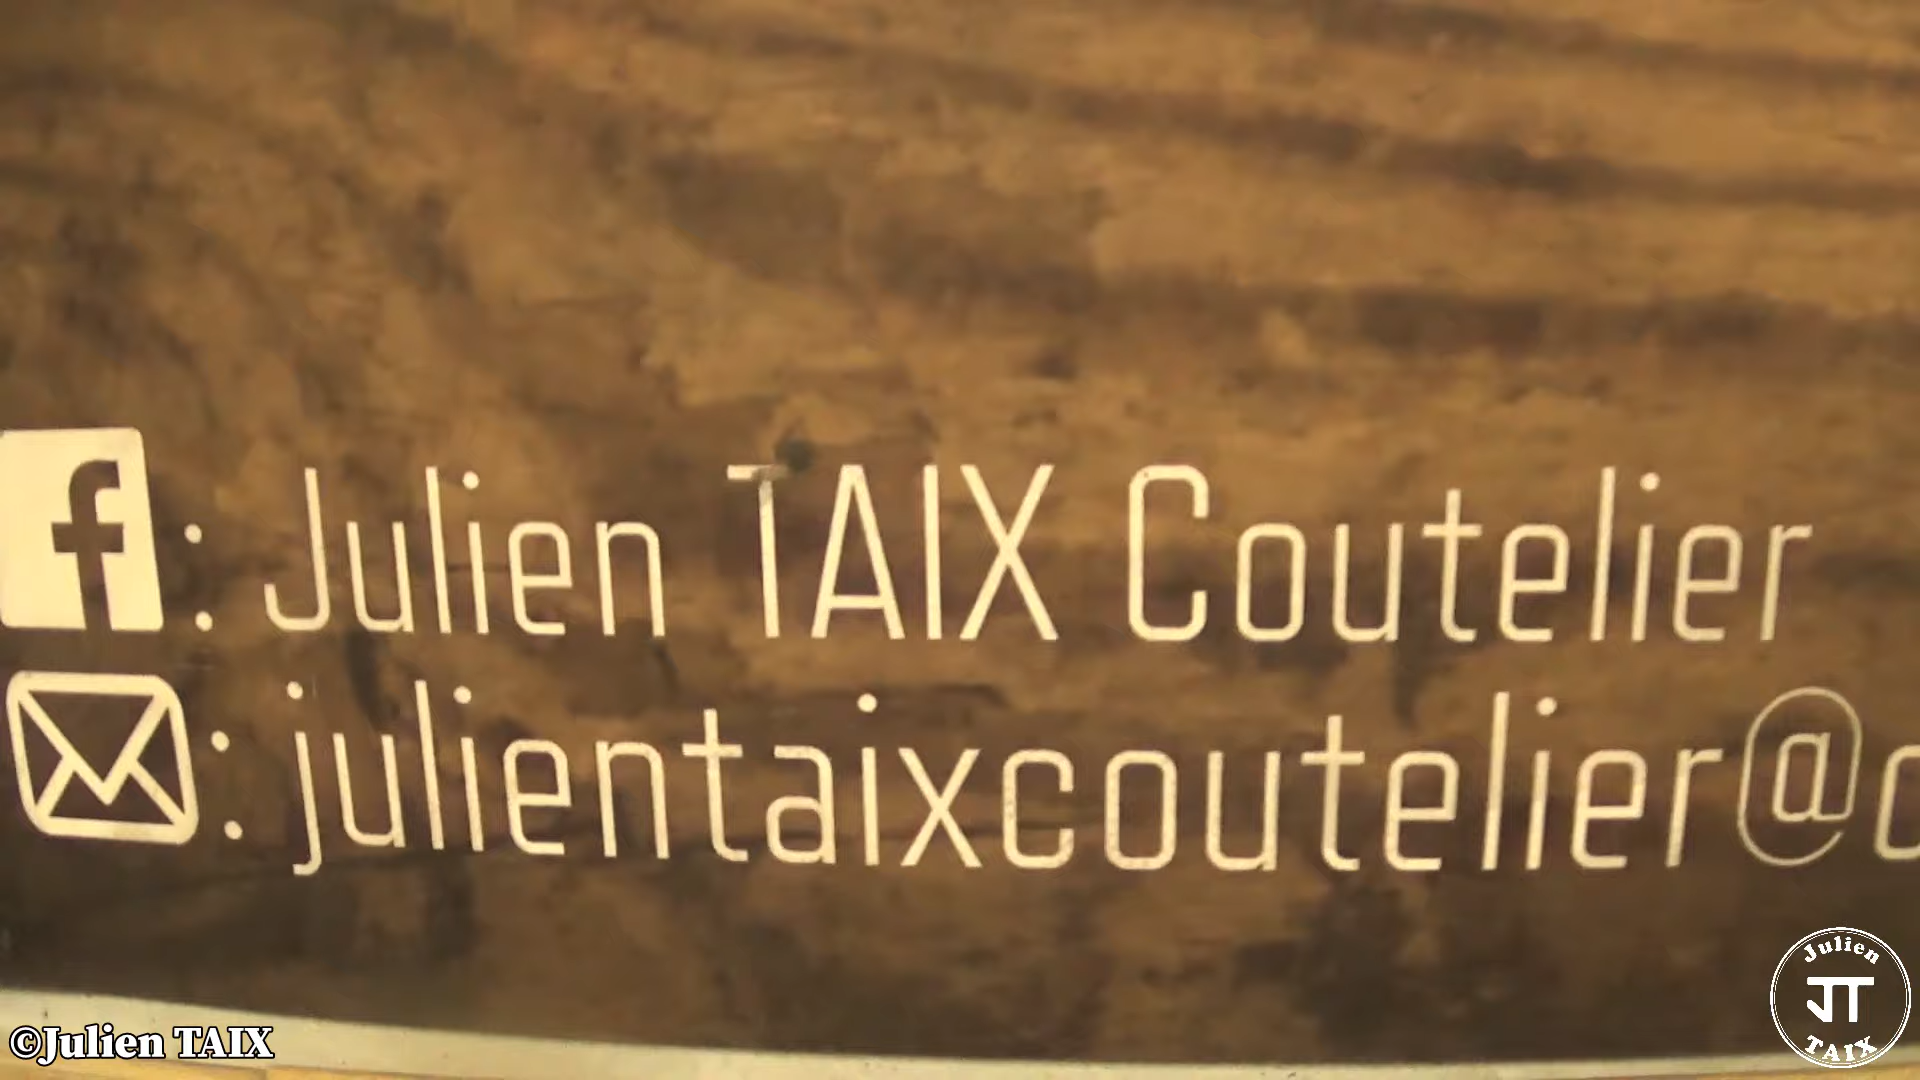 : Julien TAIX Coutelier
: julientaixcoutelier@
©Julien TAIX
Julien
JT
TAIX